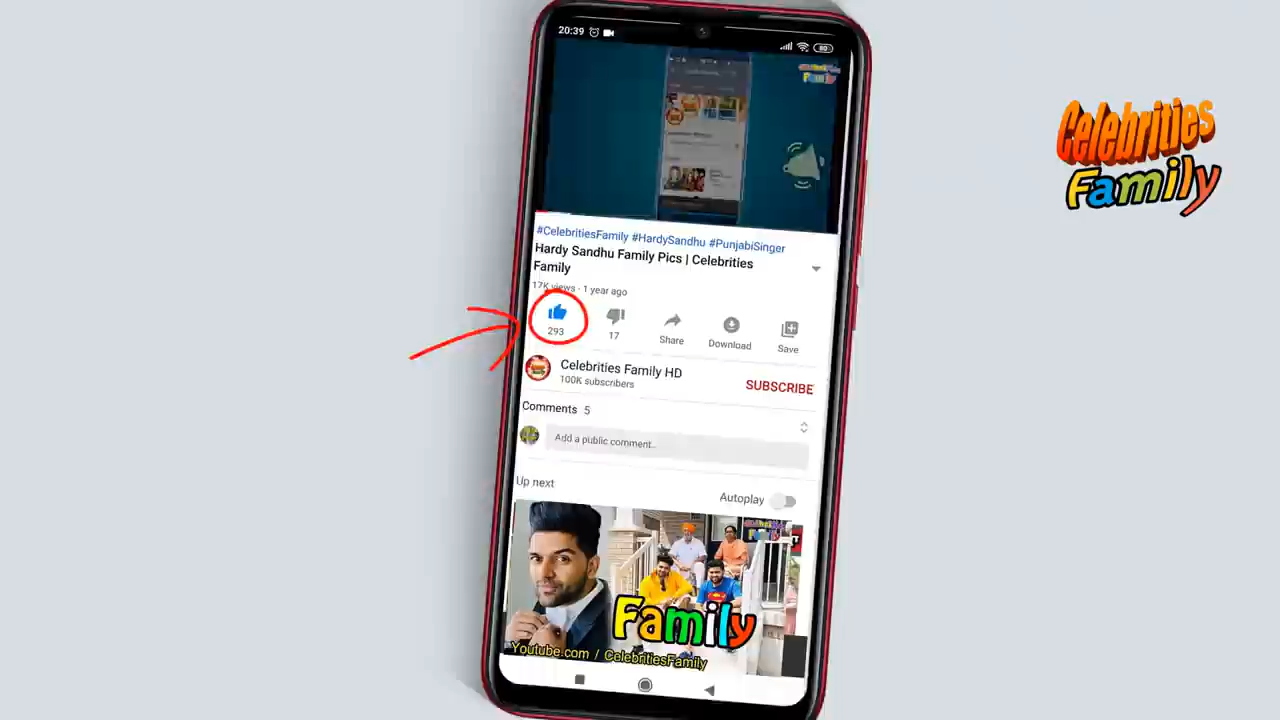 20:39
80
Family
Celebrities
Family
#CelebritiesFamily #HardySandhu #PunjabiSinger
Hardy Sandhu Family Pics | Celebrities
Family
17K views · 1 year ago
293
17
Share
Download
Save
Celebrities Family HD
100K subscribers
SUBSCRIBE
Comments 5
Add a public comment..
Up next
Autoplay
Family
Youtube.com / CelebritiesFamily